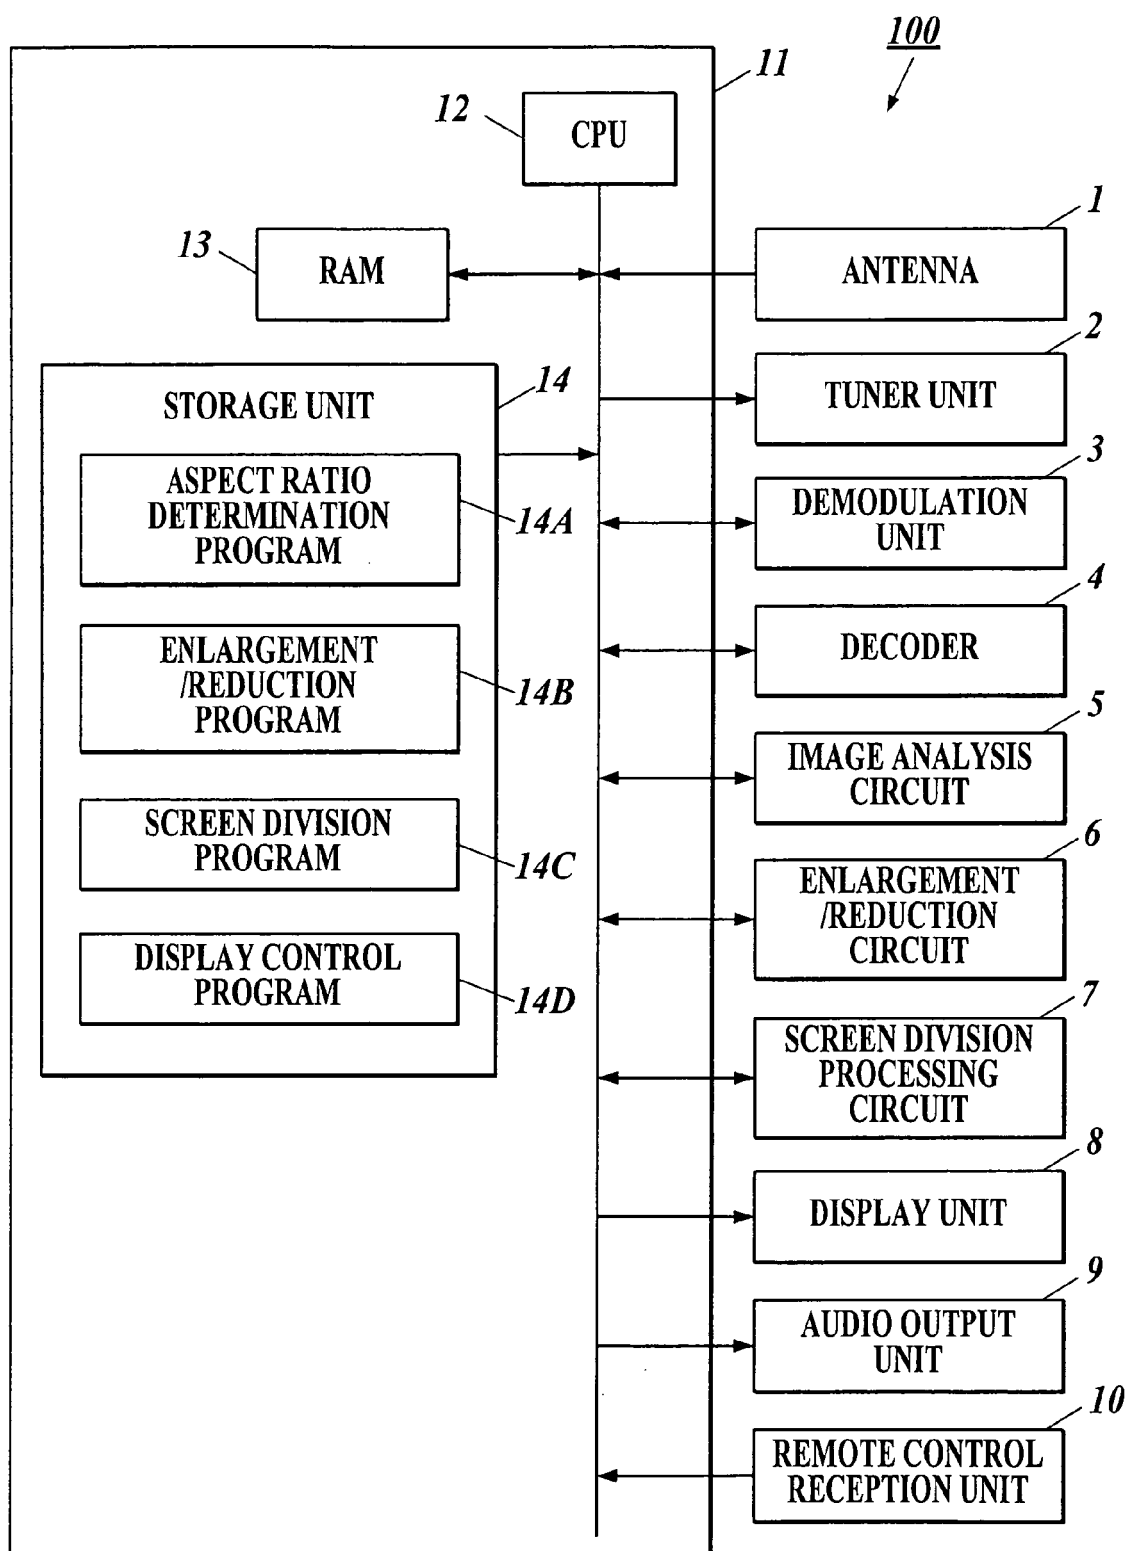 100
11
12
CPU
13
RAM
1
ANTENNA
2
TUNER UNIT
14
STORAGE UNIT
ASPECT RATIO
DETERMINATION
PROGRAM
14A
ENLARGEMENT
/REDUCTION
PROGRAM
14B
SCREEN DIVISION
PROGRAM
14C
DISPLAY CONTROL
PROGRAM
14D
3
DEMODULATION
UNIT
4
DECODER
5
IMAGE ANALYSIS
CIRCUIT
6
ENLARGEMENT
/REDUCTION
CIRCUIT
7
SCREEN DIVISION
PROCESSING
CIRCUIT
8
DISPLAY UNIT
9
AUDIO OUTPUT
UNIT
10
REMOTE CONTROL
RECEPTION UNIT